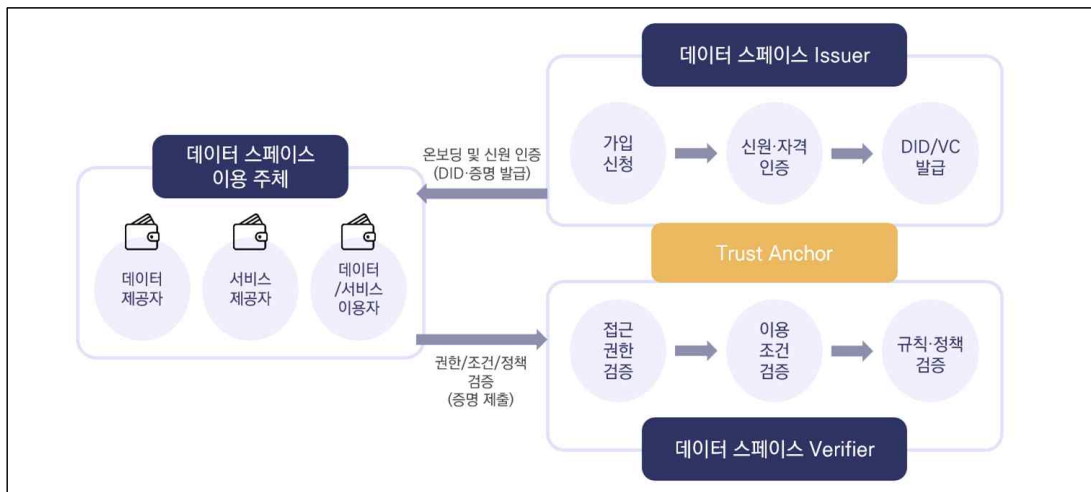 데이터 스페이스 Issuer
가입
신청
신원·자격
인증
DID/VC
발급
온보딩 및 신원 인증
(DID·증명 발급)
데이터 스페이스
이용 주체
데이터
제공자
서비스
제공자
데이터
/서비스
이용자
Trust Anchor
권한/조건/정책
검증
(증명 제출)
접근
권한
검증
이용
조건
검증
규칙·정책
검증
데이터 스페이스 Verifier